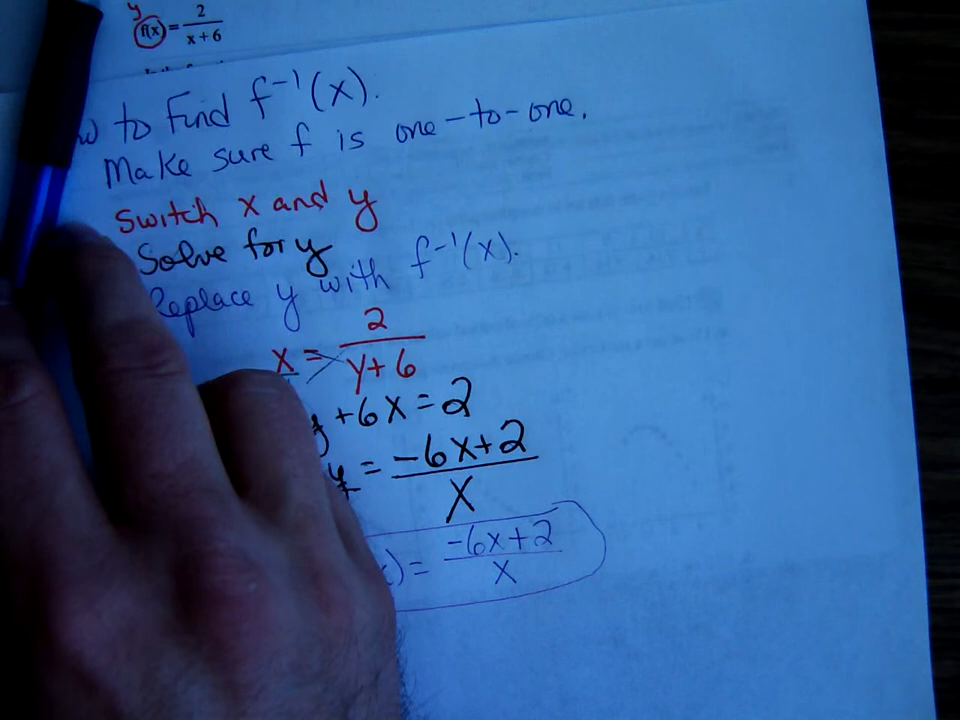 y
f(x) = 2/(x+6)
to Find f⁻¹(x).
Make sure f is one-to-one.
Switch x and y
Solve for y
Replace y with f⁻¹(x).
x = 2/(y+6)
y+6x=2
y = (-6x+2)/x
) = (-6x+2)/x